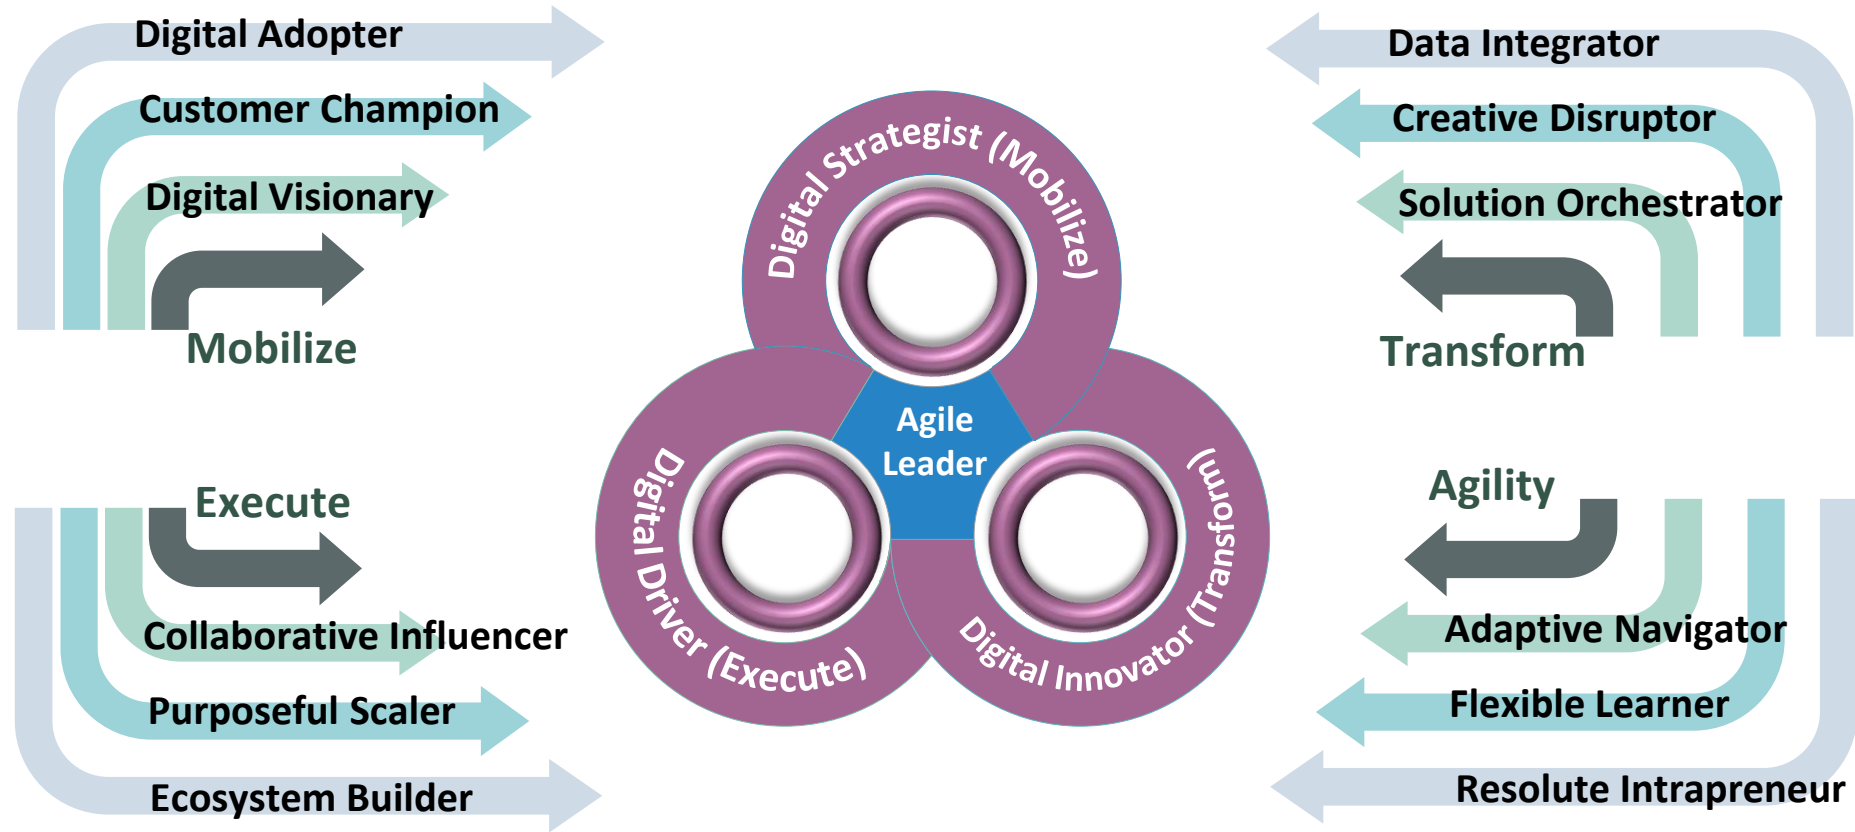 Digital Adopter
Customer Champion
Digital Visionary
Mobilize
Data Integrator
Creative Disruptor
Solution Orchestrator
Transform
Digital Strategist (Mobilize)
Agile
Leader
Digital Driver (Execute)
Digital Innovator (Transform)
Execute
Collaborative Influencer
Purposeful Scaler
Ecosystem Builder
Agility
Adaptive Navigator
Flexible Learner
Resolute Intrapreneur